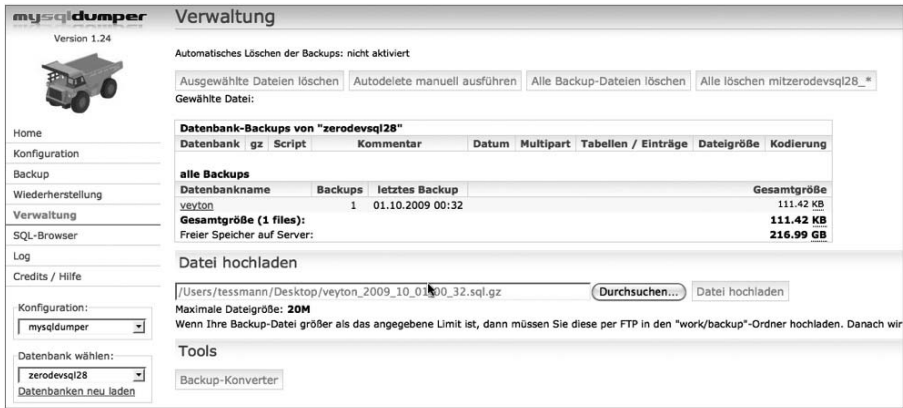 mysqldumper
Version 1.24
Home
Konfiguration
Backup
Wiederherstellung
Verwaltung
SQL-Browser
Log
Credits / Hilfe
Konfiguration:
mysqldumper
Datenbank wählen:
zerodevsql28
Datenbanken neu laden
Verwaltung
Automatisches Löschen der Backups: nicht aktiviert
Ausgewählte Dateien löschen Autodelete manuell ausführen Alle Backup-Dateien löschen Alle löschen mitzerodevsql28_*
Gewählte Datei:
Datenbank-Backups von "zerodevsql28"
Datenbank gz Script Kommentar Datum Multipart Tabellen / Einträge Dateigröße Kodierung
alle Backups
Datenbankname Backups letztes Backup Gesamtgröße
veyton 1 01.10.2009 00:32 111.42 KB
Gesamtgröße (1 files): 111.42 KB
Freier Speicher auf Server: 216.99 GB
Datei hochladen
/Users/tessmann/Desktop/veyton_2009_10_01_00_32.sql.gz Durchsuchen... Datei hochladen
Maximale Dateigröße: 20M
Wenn Ihre Backup-Datei größer als das angegebene Limit ist, dann müssen Sie diese per FTP in den "work/backup"-Ordner hochladen. Danach wir
Tools
Backup-Konverter